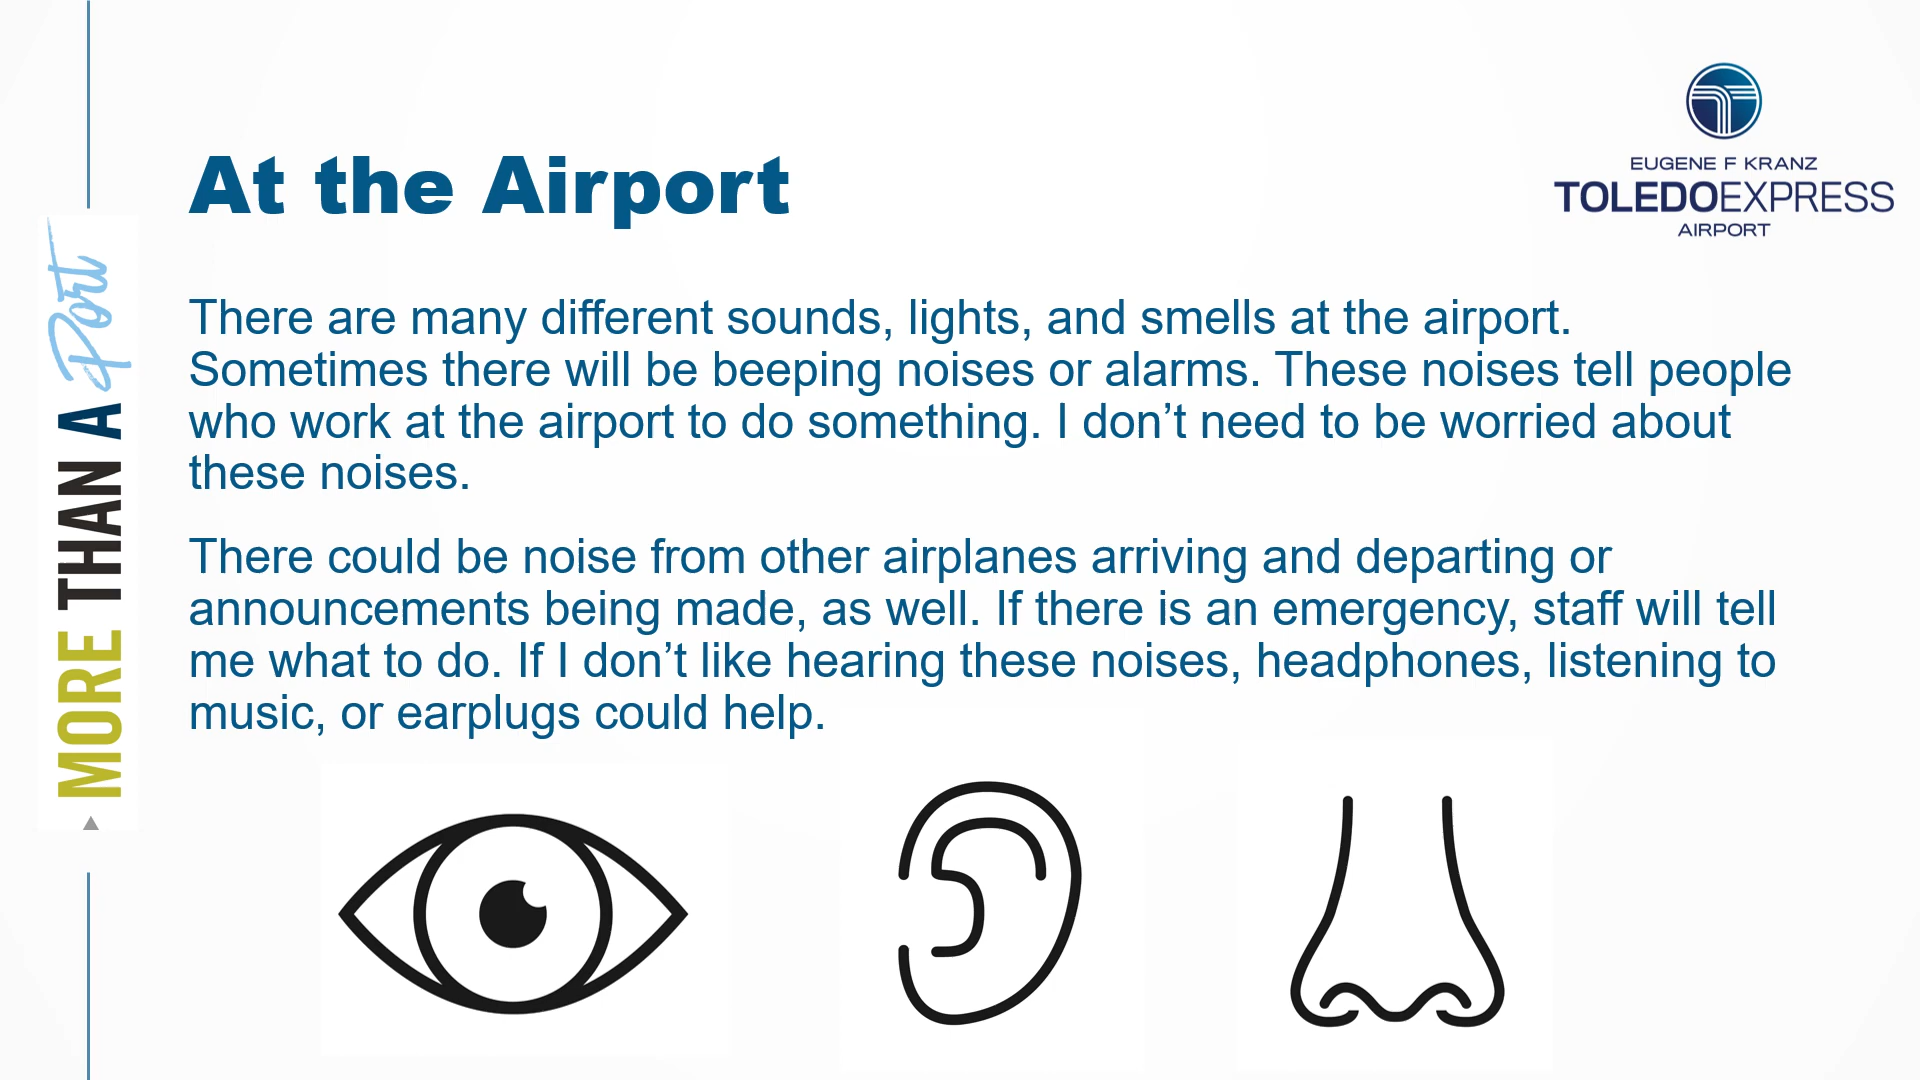 At the Airport
EUGENE F KRANZ
TOLEDOEXPRESS
AIRPORT
MORE THAN A Port
There are many different sounds, lights, and smells at the airport.
Sometimes there will be beeping noises or alarms. These noises tell people
who work at the airport to do something. I don’t need to be worried about
these noises.
There could be noise from other airplanes arriving and departing or
announcements being made, as well. If there is an emergency, staff will tell
me what to do. If I don’t like hearing these noises, headphones, listening to
music, or earplugs could help.